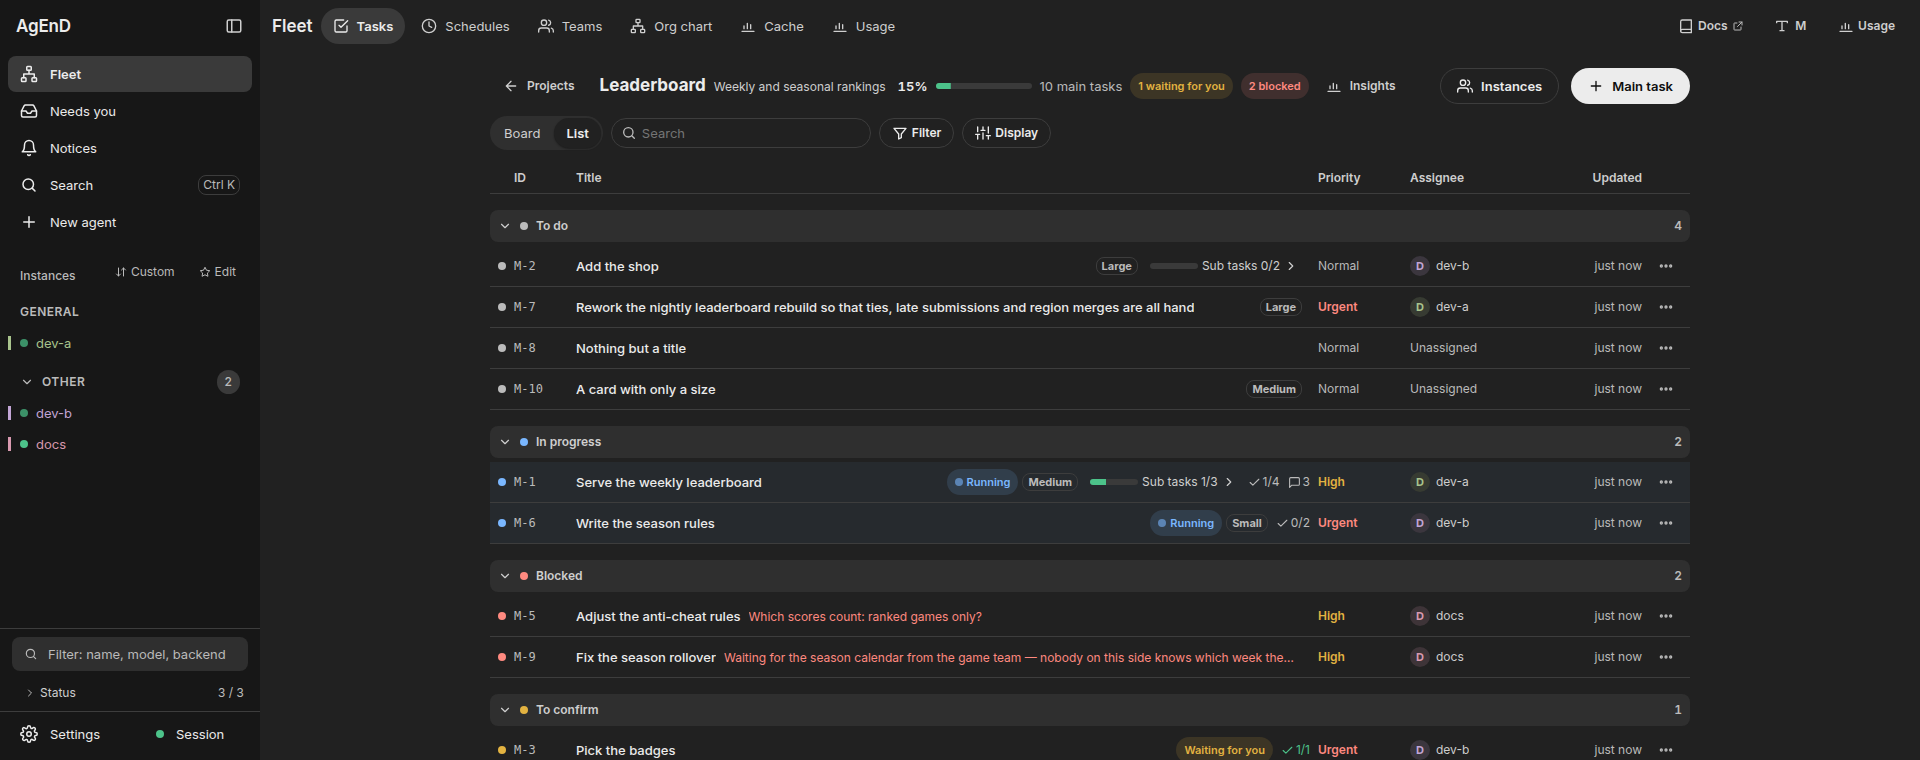 AgEnD
Fleet
Needs you
Notices
Search Ctrl K
New agent
Instances Custom Edit
GENERAL
dev-a
OTHER 2
dev-b
docs
Filter: name, model, backend
Status 3 / 3
Settings Session
Fleet Tasks Schedules Teams Org chart Cache Usage Docs M Usage
Projects Leaderboard Weekly and seasonal rankings 15% 10 main tasks 1 waiting for you 2 blocked Insights Instances Main task
Board List Search Filter Display
ID Title Priority Assignee Updated
To do 4
M-2 Add the shop Large Sub tasks 0/2 Normal D dev-b just now
M-7 Rework the nightly leaderboard rebuild so that ties, late submissions and region merges are all hand Large Urgent D dev-a just now
M-8 Nothing but a title Normal Unassigned just now
M-10 A card with only a size Medium Normal Unassigned just now
In progress 2
M-1 Serve the weekly leaderboard Running Medium Sub tasks 1/3 1/4 3 High D dev-a just now
M-6 Write the season rules Running Small 0/2 Urgent D dev-b just now
Blocked 2
M-5 Adjust the anti-cheat rules Which scores count: ranked games only? High D docs just now
M-9 Fix the season rollover Waiting for the season calendar from the game team — nobody on this side knows which week the... High D docs just now
To confirm 1
M-3 Pick the badges Waiting for you 1/1 Urgent D dev-b just now